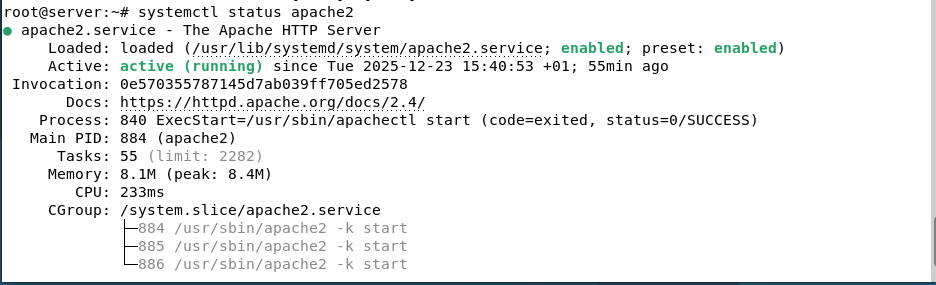 root@server:~# systemctl status apache2
● apache2.service - The Apache HTTP Server
     Loaded: loaded (/usr/lib/systemd/system/apache2.service; enabled; preset: enabled)
     Active: active (running) since Tue 2025-12-23 15:40:53 +01; 55min ago
 Invocation: 0e570355787145d7ab039ff705ed2578
       Docs: https://httpd.apache.org/docs/2.4/
    Process: 840 ExecStart=/usr/sbin/apachectl start (code=exited, status=0/SUCCESS)
   Main PID: 884 (apache2)
      Tasks: 55 (limit: 2282)
     Memory: 8.1M (peak: 8.4M)
        CPU: 233ms
     CGroup: /system.slice/apache2.service
             ├─884 /usr/sbin/apache2 -k start
             ├─885 /usr/sbin/apache2 -k start
             └─886 /usr/sbin/apache2 -k start